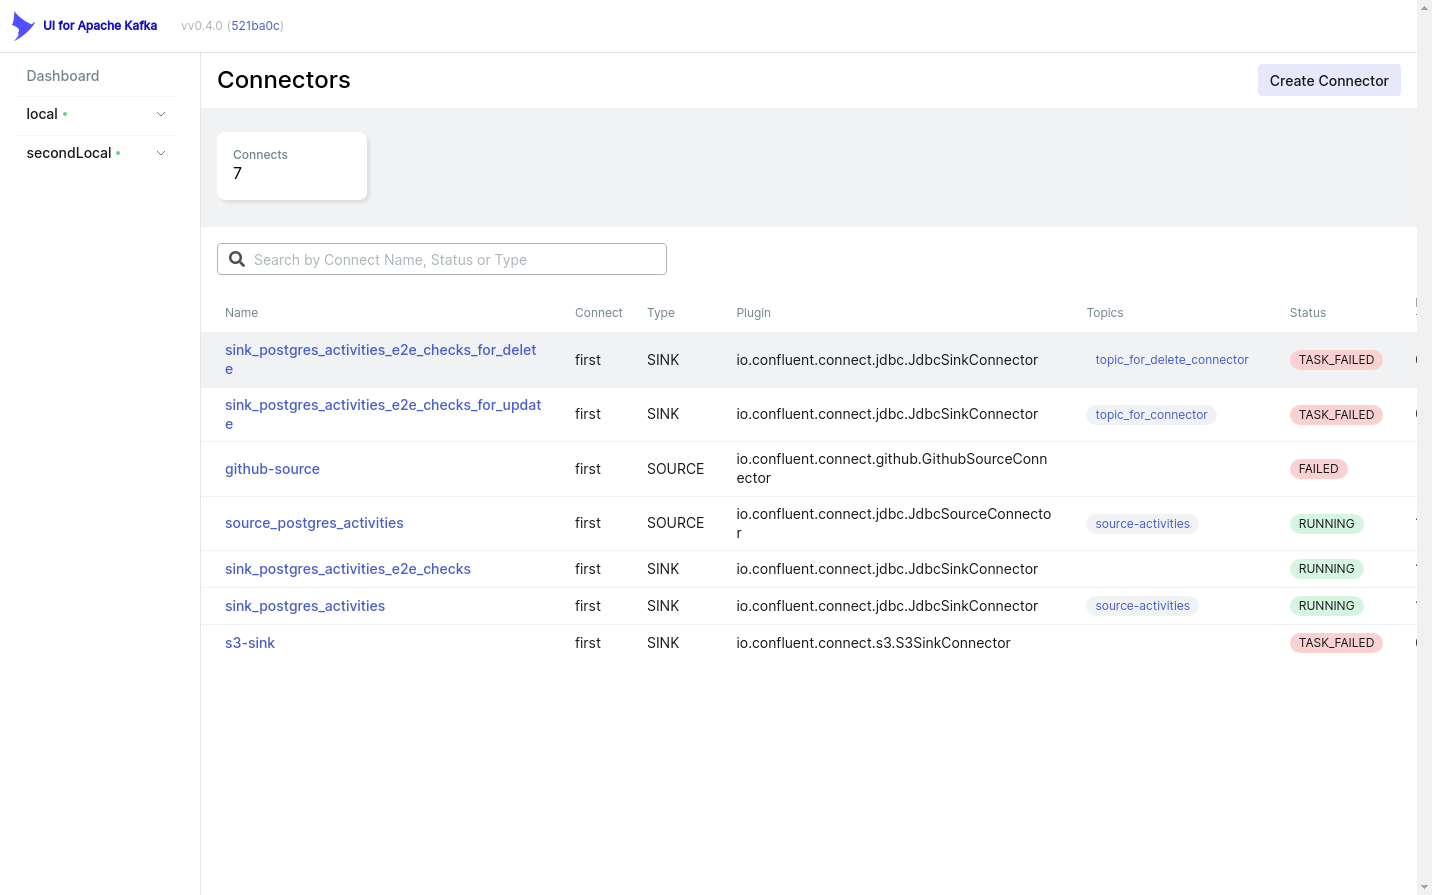 UI for Apache Kafka vv0.4.0 (521ba0c)
Dashboard
local
secondLocal
Connectors
Create Connector
Connects
7
Search by Connect Name, Status or Type
Name Connect Type Plugin Topics Status
sink_postgres_activities_e2e_checks_for_delet
e
first SINK io.confluent.connect.jdbc.JdbcSinkConnector topic_for_delete_connector TASK_FAILED
sink_postgres_activities_e2e_checks_for_updat
e
first SINK io.confluent.connect.jdbc.JdbcSinkConnector topic_for_connector TASK_FAILED
github-source first SOURCE io.confluent.connect.github.GithubSourceConn
ector
FAILED
source_postgres_activities first SOURCE io.confluent.connect.jdbc.JdbcSourceConnecto
r
source-activities RUNNING
sink_postgres_activities_e2e_checks first SINK io.confluent.connect.jdbc.JdbcSinkConnector RUNNING
sink_postgres_activities first SINK io.confluent.connect.jdbc.JdbcSinkConnector source-activities RUNNING
s3-sink first SINK io.confluent.connect.s3.S3SinkConnector TASK_FAILED